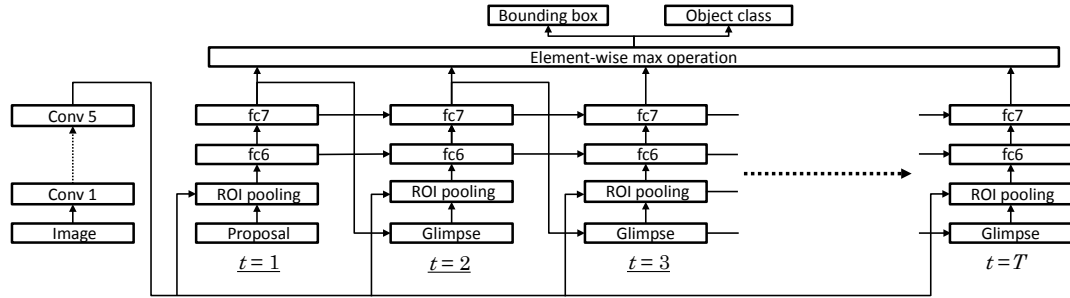 Bounding box Object class
Element-wise max operation
Conv 5 fc7 fc7 fc7 fc7
fc6 fc6 fc6 fc6
Conv 1 ROI pooling ROI pooling ROI pooling ROI pooling
Image Proposal Glimpse Glimpse Glimpse
t = 1 t = 2 t = 3 t = T